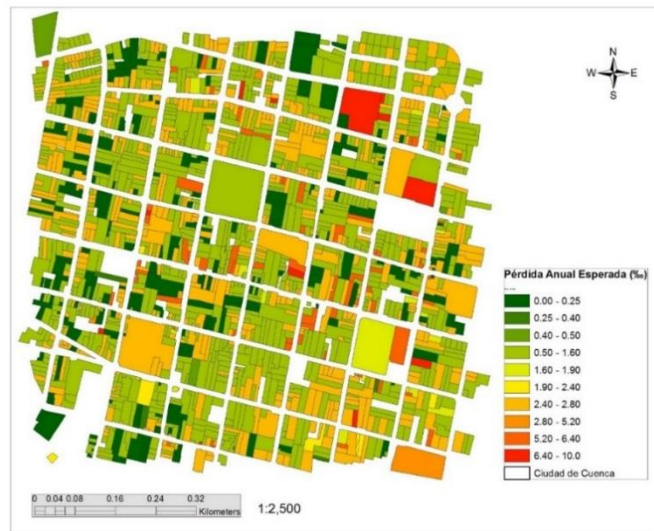 N
W E
S
Pérdida Anual Esperada (‰)
0.00 - 0.25
0.25 - 0.40
0.40 - 0.50
0.50 - 1.60
1.60 - 1.90
1.90 - 2.40
2.40 - 2.80
2.80 - 5.20
5.20 - 6.40
6.40 - 10.0
Ciudad de Cuenca
0 0.04 0.08 0.16 0.24 0.32
Kilometers
1:2,500